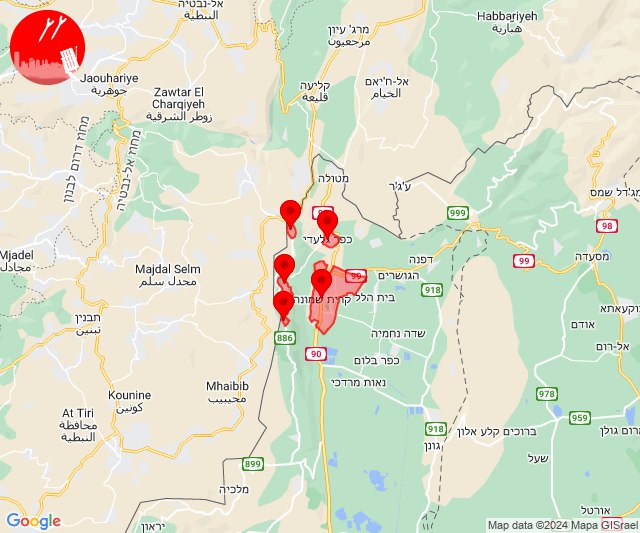 אל-נבטיה
النبطية
מרג' עיון
مرجعيون
Habbariyeh
هبارية
Jaouhariye
جوهرية
Zawtar El
Charqiyeh
زوطر الشرقية
קליעה
قليعة
אל-ח'יאם
الخيام
מחוז דרום לבנון
מחוז אל-נבטיה
מטולה
ע'ג'ר
מג'דל שמס
999
98
90
כפר גלעדי
Mjadel
مجادل
Majdal Selm
مجدل سلم
דפנה
99
הגושרים
99
מסעדה
918
קרית שמונה
בית הלל
תבנין
تبنين
בוקעאתא
אודם
שדה נחמיה
886
אל-רום
90
כפר בלום
נאות מרדכי
Mhaibib
محيبيب
Kounine
كونين
978
At Tiri
محافظة
النبطية
959
918
ברוכים קלע אלון
מרום גולן
גונן
899
שעל
מלכיה
יראון
אורטל
Google
Map data ©2024 Mapa GISrael